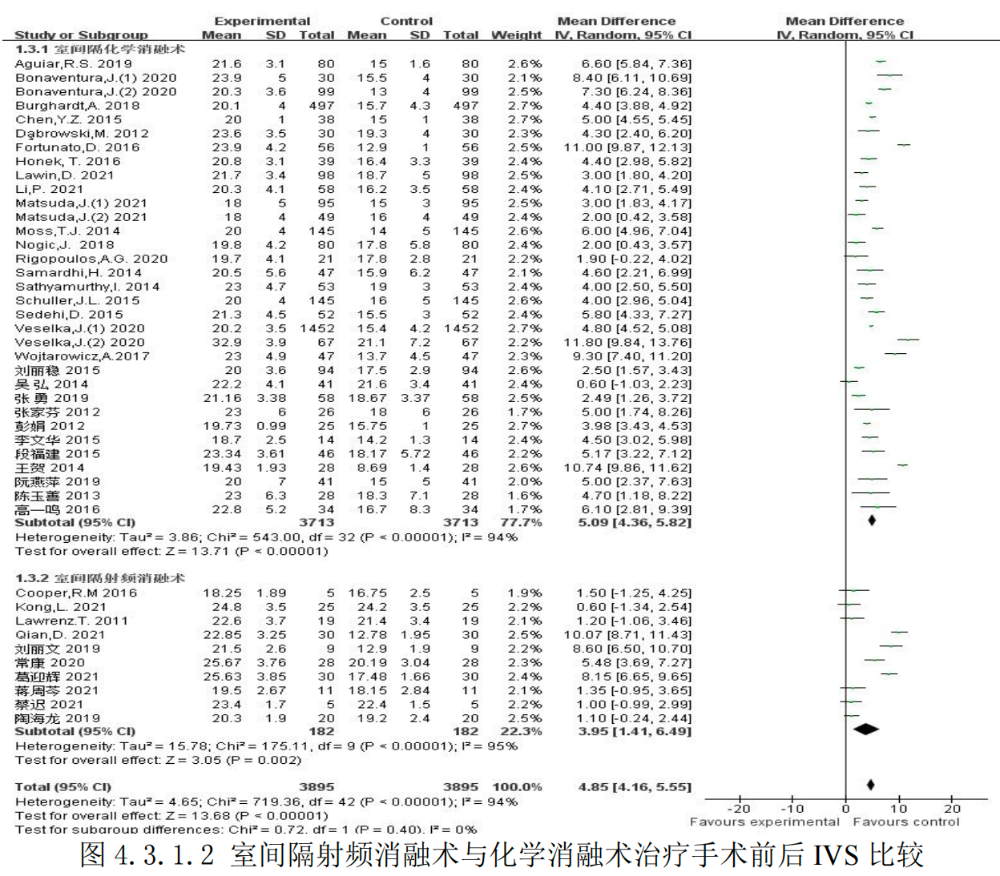 Experimental Control Mean Difference Mean Difference
Study or Subgroup Mean SD Total Mean SD Total Weight IV, Random, 95% CI IV, Random, 95% CI
1.3.1 室间隔化学消融术
Aguiar,R.S. 2019 21.6 3.1 80 15 1.6 80 2.6% 6.60 [5.84, 7.36]
Bonaventura,J.(1) 2020 23.9 5 30 15.5 4 30 2.1% 8.40 [6.11, 10.69]
Bonaventura,J.(2) 2020 20.3 3.6 99 13 4 99 2.5% 7.30 [6.24, 8.36]
Burghardt,A. 2018 20.1 4 497 15.7 4.3 497 2.7% 4.40 [3.88, 4.92]
Chen,Y.Z. 2015 20 1 38 15 1 38 2.7% 5.00 [4.55, 5.45]
Dąbrowski,M. 2012 23.6 3.5 30 19.3 4 30 2.3% 4.30 [2.40, 6.20]
Fortunato,D. 2016 23.9 4.2 56 12.9 1 56 2.5% 11.00 [9.87, 12.13]
Honek, T. 2016 20.8 3.1 39 16.4 3.3 39 2.4% 4.40 [2.98, 5.82]
Lawin,D. 2021 21.7 3.4 98 18.7 5 98 2.5% 3.00 [1.80, 4.20]
Li,P. 2021 20.3 4.1 58 16.2 3.5 58 2.4% 4.10 [2.71, 5.49]
Matsuda,J.(1) 2021 18 5 95 15 3 95 2.5% 3.00 [1.83, 4.17]
Matsuda,J.(2) 2021 18 4 49 16 4 49 2.4% 2.00 [0.42, 3.58]
Moss,T.J. 2014 20 4 145 14 5 145 2.6% 6.00 [4.96, 7.04]
Nogic,J. 2018 19.8 4.2 80 17.8 5.8 80 2.4% 2.00 [0.43, 3.57]
Rigopoulos,A.G. 2020 19.7 4.1 21 17.8 2.8 21 2.2% 1.90 [-0.22, 4.02]
Samardhi,H. 2014 20.5 5.6 47 15.9 6.2 47 2.1% 4.60 [2.21, 6.99]
Sathyamurthy,I. 2014 23 4.7 53 19 3 53 2.4% 4.00 [2.50, 5.50]
Schuller,J.L. 2015 20 4 145 16 5 145 2.6% 4.00 [2.96, 5.04]
Sedehi,D. 2015 21.3 4.5 52 15.5 3 52 2.4% 5.80 [4.33, 7.27]
Veselka,J.(1) 2020 20.2 3.5 1452 15.4 4.2 1452 2.7% 4.80 [4.52, 5.08]
Veselka,J.(2) 2020 32.9 3.9 67 21.1 7.2 67 2.2% 11.80 [9.84, 13.76]
Wojtarowicz,A.2017 23 4.9 47 13.7 4.5 47 2.3% 9.30 [7.40, 11.20]
刘丽稳 2015 20 3.6 94 17.5 2.9 94 2.6% 2.50 [1.57, 3.43]
吴 弘 2014 22.2 4.1 41 21.6 3.4 41 2.4% 0.60 [-1.03, 2.23]
张 勇 2019 21.16 3.38 58 18.67 3.37 58 2.5% 2.49 [1.26, 3.72]
张家芬 2012 23 6 26 18 6 26 1.7% 5.00 [1.74, 8.26]
彭娟 2012 19.73 0.99 25 15.75 1 25 2.7% 3.98 [3.43, 4.53]
李文华 2015 18.7 2.5 14 14.2 1.3 14 2.4% 4.50 [3.02, 5.98]
段福建 2015 23.34 3.61 46 18.17 5.72 46 2.2% 5.17 [3.22, 7.12]
王贺 2014 19.43 1.93 28 8.69 1.4 28 2.6% 10.74 [9.86, 11.62]
阮燕萍 2019 20 7 41 15 5 41 2.0% 5.00 [2.37, 7.63]
陈玉善 2013 23 6.3 28 18.3 7.1 28 1.6% 4.70 [1.18, 8.22]
高一鸣 2016 22.8 5.2 34 16.7 8.3 34 1.7% 6.10 [2.81, 9.39]
Subtotal (95% CI) 3713 3713 77.7% 5.09 [4.36, 5.82]
Heterogeneity: Tau² = 3.86; Chi² = 543.00, df = 32 (P < 0.00001); I² = 94%
Test for overall effect: Z = 13.71 (P < 0.00001)
1.3.2 室间隔射频消融术
Cooper,R.M 2016 18.25 1.89 5 16.75 2.5 5 1.9% 1.50 [-1.25, 4.25]
Kong,L. 2021 24.8 3.5 25 24.2 3.5 25 2.2% 0.60 [-1.34, 2.54]
Lawrenz.T. 2011 22.6 3.7 19 21.4 3.4 19 2.1% 1.20 [-1.06, 3.46]
Qian,D. 2021 22.85 3.25 30 12.78 1.95 30 2.5% 10.07 [8.71, 11.43]
刘丽文 2019 21.5 2.6 9 12.9 1.9 9 2.2% 8.60 [6.50, 10.70]
常康 2020 25.67 3.76 28 20.19 3.04 28 2.3% 5.48 [3.69, 7.27]
葛迎辉 2021 25.63 3.85 30 17.48 1.66 30 2.4% 8.15 [6.65, 9.65]
蒋周芩 2021 19.5 2.67 11 18.15 2.84 11 2.1% 1.35 [-0.95, 3.65]
蔡迟 2021 23.4 1.7 5 22.4 1.5 5 2.2% 1.00 [-0.99, 2.99]
陶海龙 2019 20.3 1.9 20 19.2 2.4 20 2.5% 1.10 [-0.24, 2.44]
Subtotal (95% CI) 182 182 22.3% 3.95 [1.41, 6.49]
Heterogeneity: Tau² = 15.78; Chi² = 175.11, df = 9 (P < 0.00001); I² = 95%
Test for overall effect: Z = 3.05 (P = 0.002)
Total (95% CI) 3895 3895 100.0% 4.85 [4.16, 5.55]
Heterogeneity: Tau² = 4.65; Chi² = 719.36, df = 42 (P < 0.00001); I² = 94%
Test for overall effect: Z = 13.68 (P < 0.00001)
Test for subgroup differences: Chi² = 0.72, df = 1 (P = 0.40), I² = 0%
-20 -10 0 10 20
Favours experimental Favours control
图 4.3.1.2 室间隔射频消融术与化学消融术治疗手术前后 IVS 比较